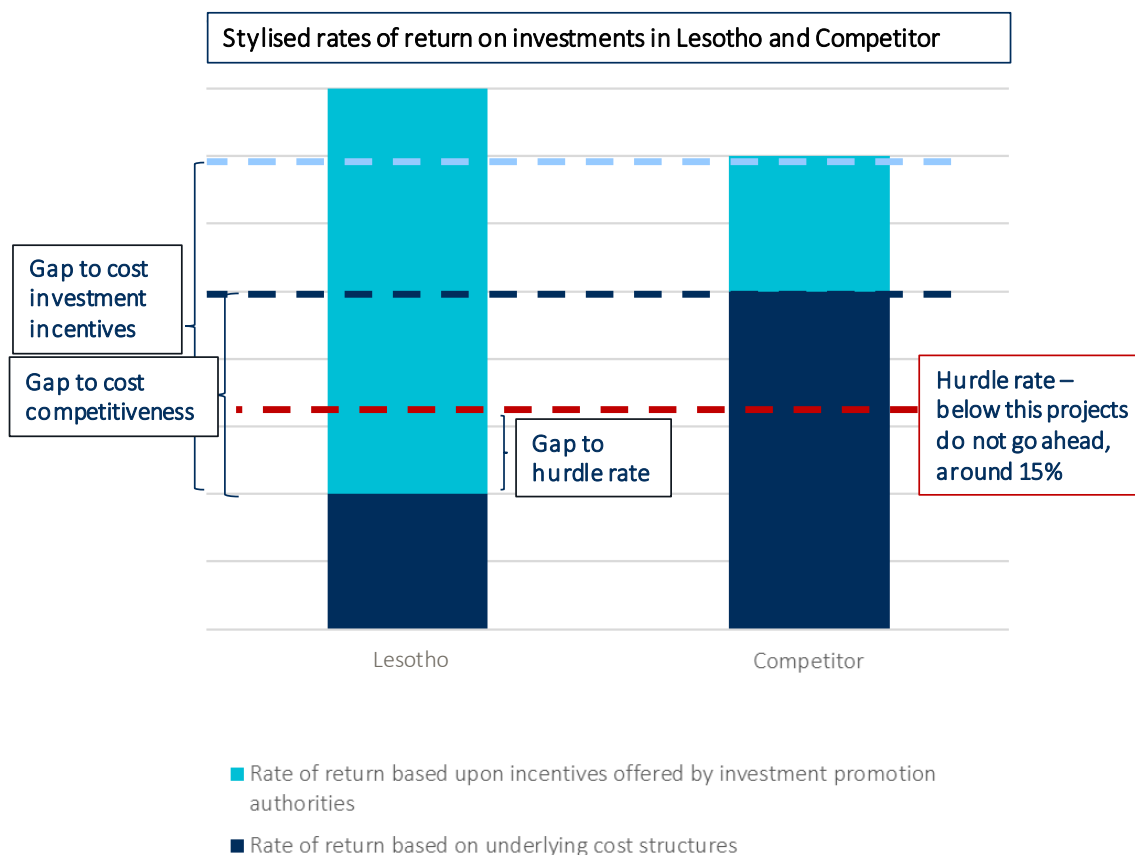 Stylised rates of return on investments in Lesotho and Competitor
Gap to cost
investment
incentives
Gap to cost
competitiveness
Gap to
hurdle rate
Hurdle rate –
below this projects
do not go ahead,
around 15%
Lesotho
Competitor
Rate of return based upon incentives offered by investment promotion
authorities
Rate of return based on underlying cost structures